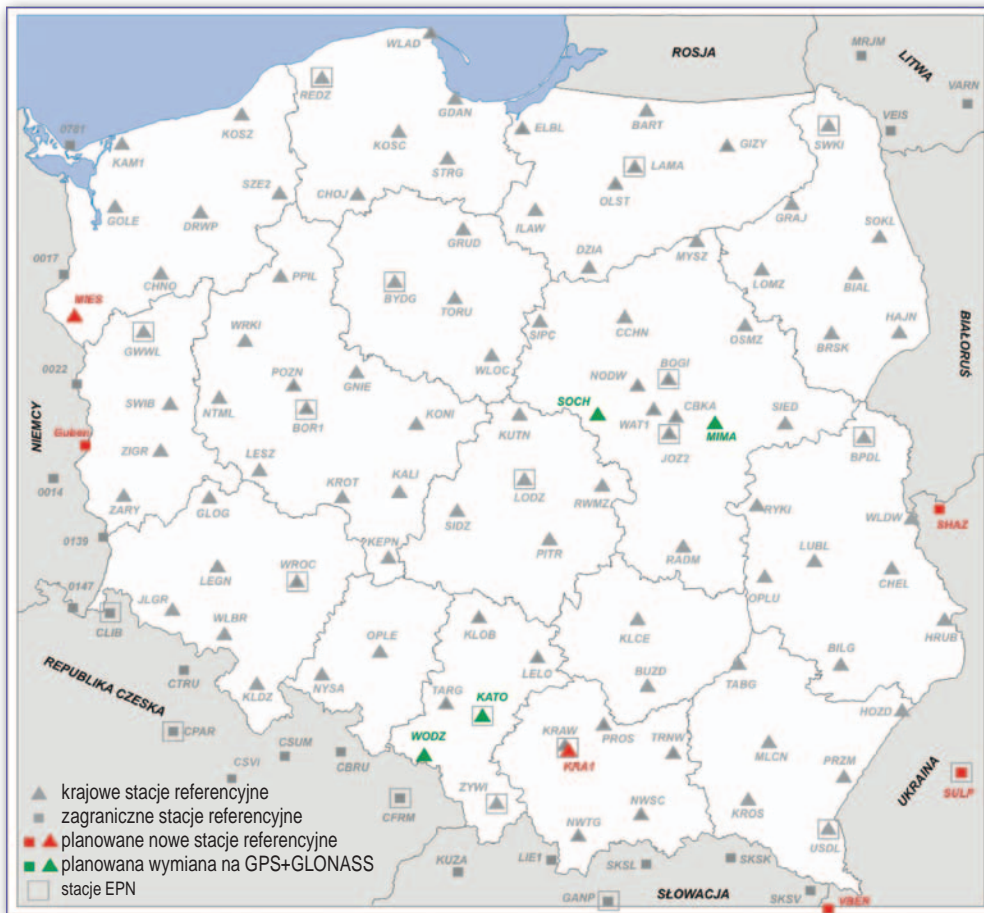 WLAD
ROSJA
MRJM
LITWA
VARN
REDZ
GDAN
KOSZ
KOSC
ELBL
BART
GIZY
SWKI
VEIS
0781
KAM1
STRG
LAMA
SZE2
CHOJ
OLST
GOLE
DRWP
ILAW
GRAJ
SOKL
GRUD
DZIA
MYSZ
0017
CHNO
PPIL
BYDG
TORU
LOMZ
BIAL
MIES
GWWL
WRKI
SIPC
CCHN
OSMZ
BRSK
HAJN
BIAŁORUŚ
WLOC
BOGI
0022
POZN
GNIE
NODW
NIEMCY
SWIB
NTML
BOR1
KONI
SOCH
KUTN
WAT1
CBKA
MIMA
SIED
Guben
ZIGR
LESZ
JOZ2
BPDL
0014
KROT
KALI
LODZ
RWMZ
ZARY
GLOG
SIDZ
RYKI
WLDW
SHAZ
0139
KEPN
PITR
RADM
LUBL
LEGN
WROC
CHEL
OPLU
0147
JLGR
CLIB
WLBR
OPLE
KLOB
KLCE
HRUB
BILG
REPUBLIKA CZESKA
CTRU
KLDZ
NYSA
LELO
BUZD
TABG
TARG
KATO
CPAR
WODZ
KRAW
PROS
TRNW
HOZD
KRA1
MLCN
CSUM
CSVI
CBRU
PRZM
UKRAINA
SULP
CFRM
ZYWI
NWSC
KROS
NWTG
USDL
KUZA
LIE1
SKSL
SKSK
GANP
SŁOWACJA
SKSV
VBER
krajowe stacje referencyjne
zagraniczne stacje referencyjne
planowane nowe stacje referencyjne
planowana wymiana na GPS+GLONASS
stacje EPN